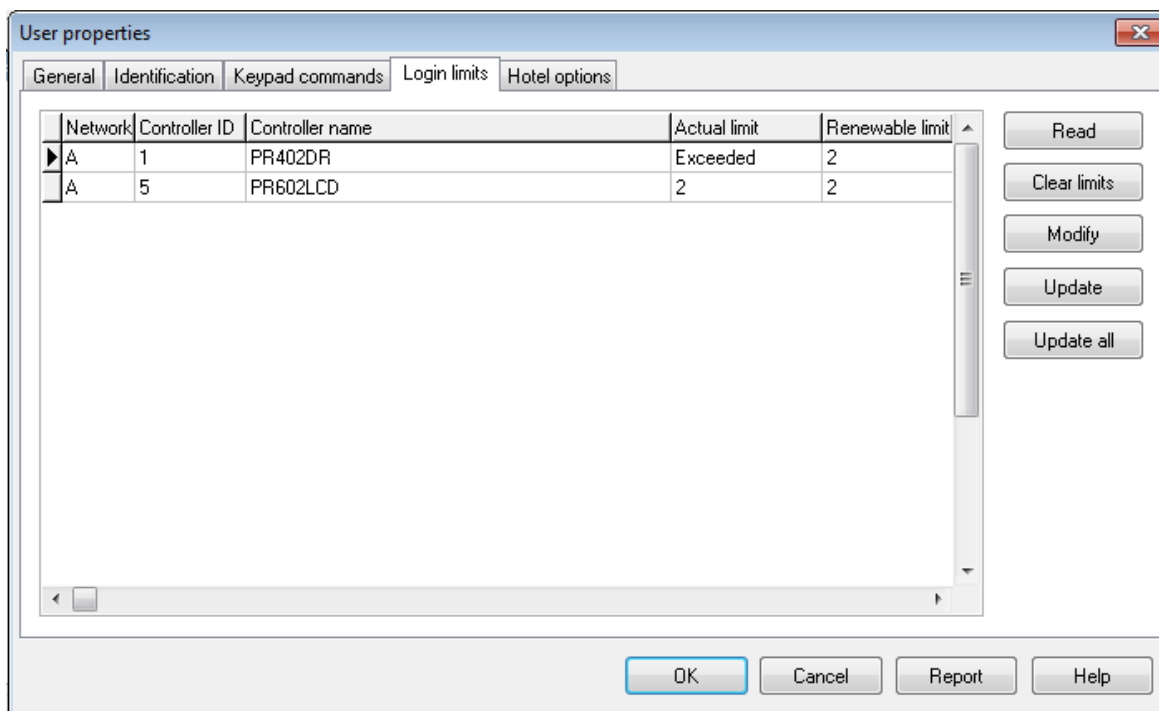 User properties
General Identification Keypad commands Login limits Hotel options
Network Controller ID Controller name Actual limit Renewable limit
A 1 PR402DR Exceeded 2
A 5 PR602LCD 2 2
Read
Clear limits
Modify
Update
Update all
OK Cancel Report Help